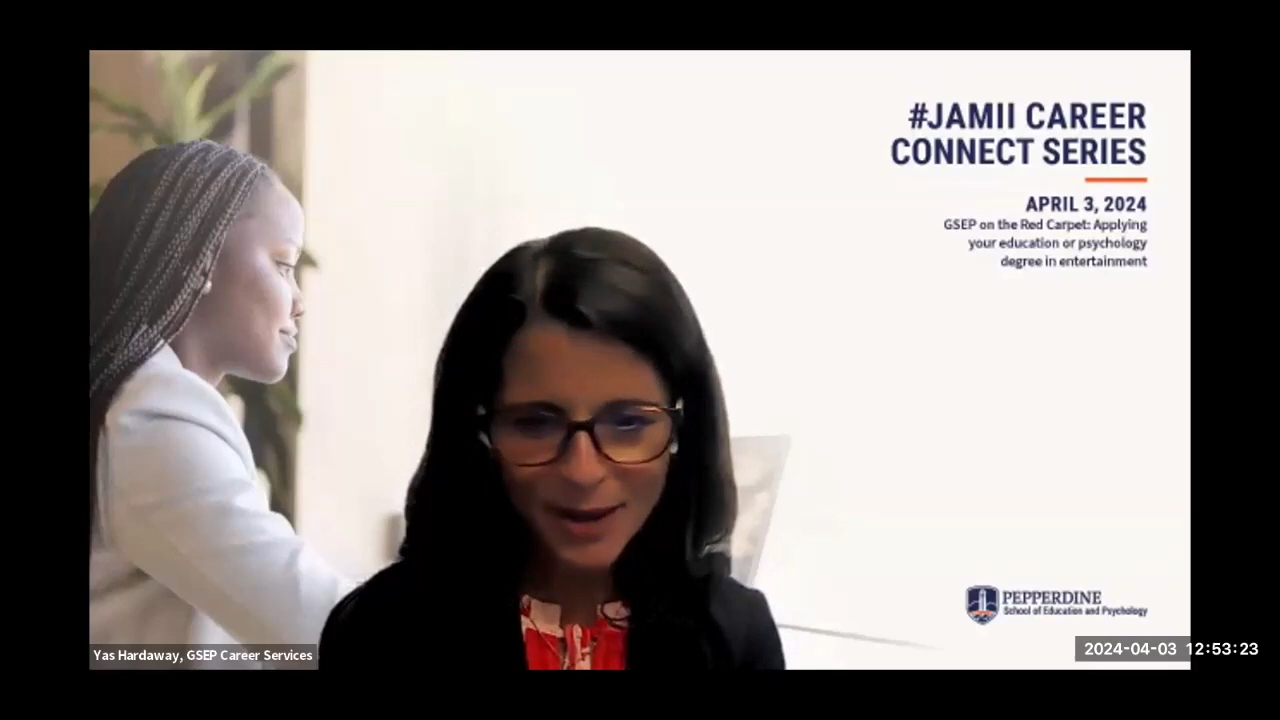 #JAMII CAREER
CONNECT SERIES
APRIL 3, 2024
GSEP on the Red Carpet: Applying
your education or psychology
degree in entertainment
PEPPERDINE
School of Education and Psychology
Yas Hardaway, GSEP Career Services
2024-04-03 12:53:23